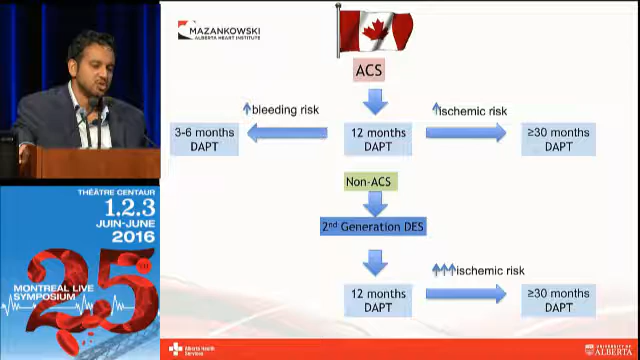 MAZANKOWSKI
ALBERTA HEART INSTITUTE
ACS
↑bleeding risk
↑ischemic risk
3-6 months
DAPT
12 months
DAPT
≥30 months
DAPT
Non-ACS
2nd Generation DES
↑↑↑ischemic risk
12 months
DAPT
≥30 months
DAPT
THÉÂTRE CENTAUR
1.2.3
JUIN-JUNE
2016
25
MONTREAL LIVE
SYMPOSIUM
Alberta Health
Services
UNIVERSITY OF
ALBERTA